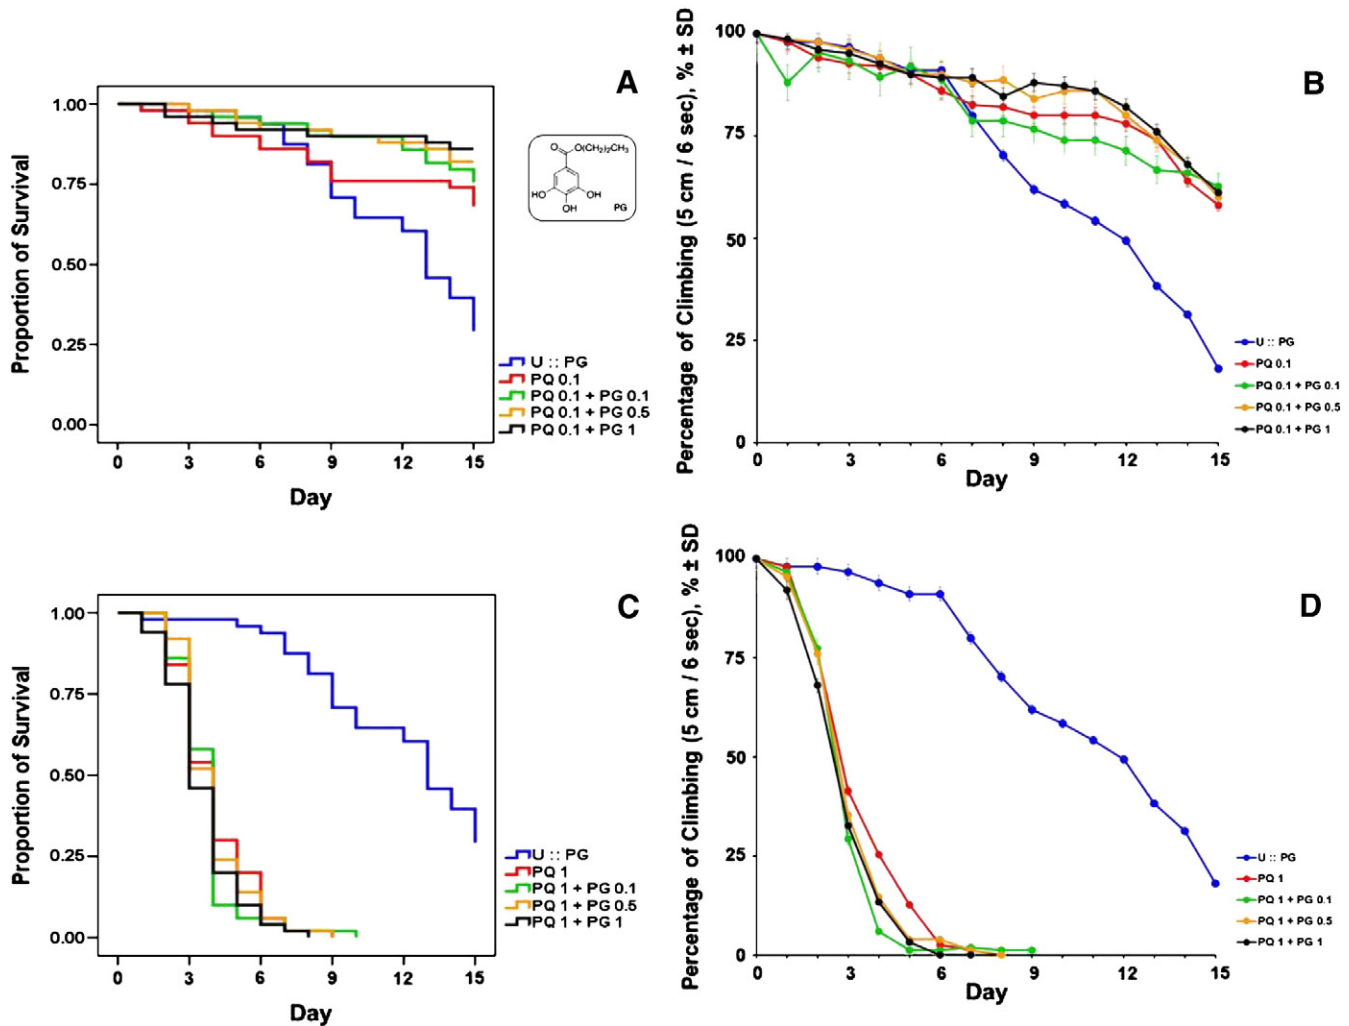 A
Proportion of Survival
1.00
0.75
0.50
0.25
0.00
0 3 6 9 12 15
Day
O
O(CH₂)₂CH₃
HO
OH
OH
PG
U :: PG
PQ 0.1
PQ 0.1 + PG 0.1
PQ 0.1 + PG 0.5
PQ 0.1 + PG 1
B
Percentage of Climbing (5 cm / 6 sec), % ± SD
100
75
50
25
0
0 3 6 9 12 15
Day
U :: PG
PQ 0.1
PQ 0.1 + PG 0.1
PQ 0.1 + PG 0.5
PQ 0.1 + PG 1
C
Proportion of Survival
1.00
0.75
0.50
0.25
0.00
0 3 6 9 12 15
Day
U :: PG
PQ 1
PQ 1 + PG 0.1
PQ 1 + PG 0.5
PQ 1 + PG 1
D
Percentage of Climbing (5 cm / 6 sec), % ± SD
100
75
50
25
0
0 3 6 9 12 15
Day
U :: PG
PQ 1
PQ 1 + PG 0.1
PQ 1 + PG 0.5
PQ 1 + PG 1